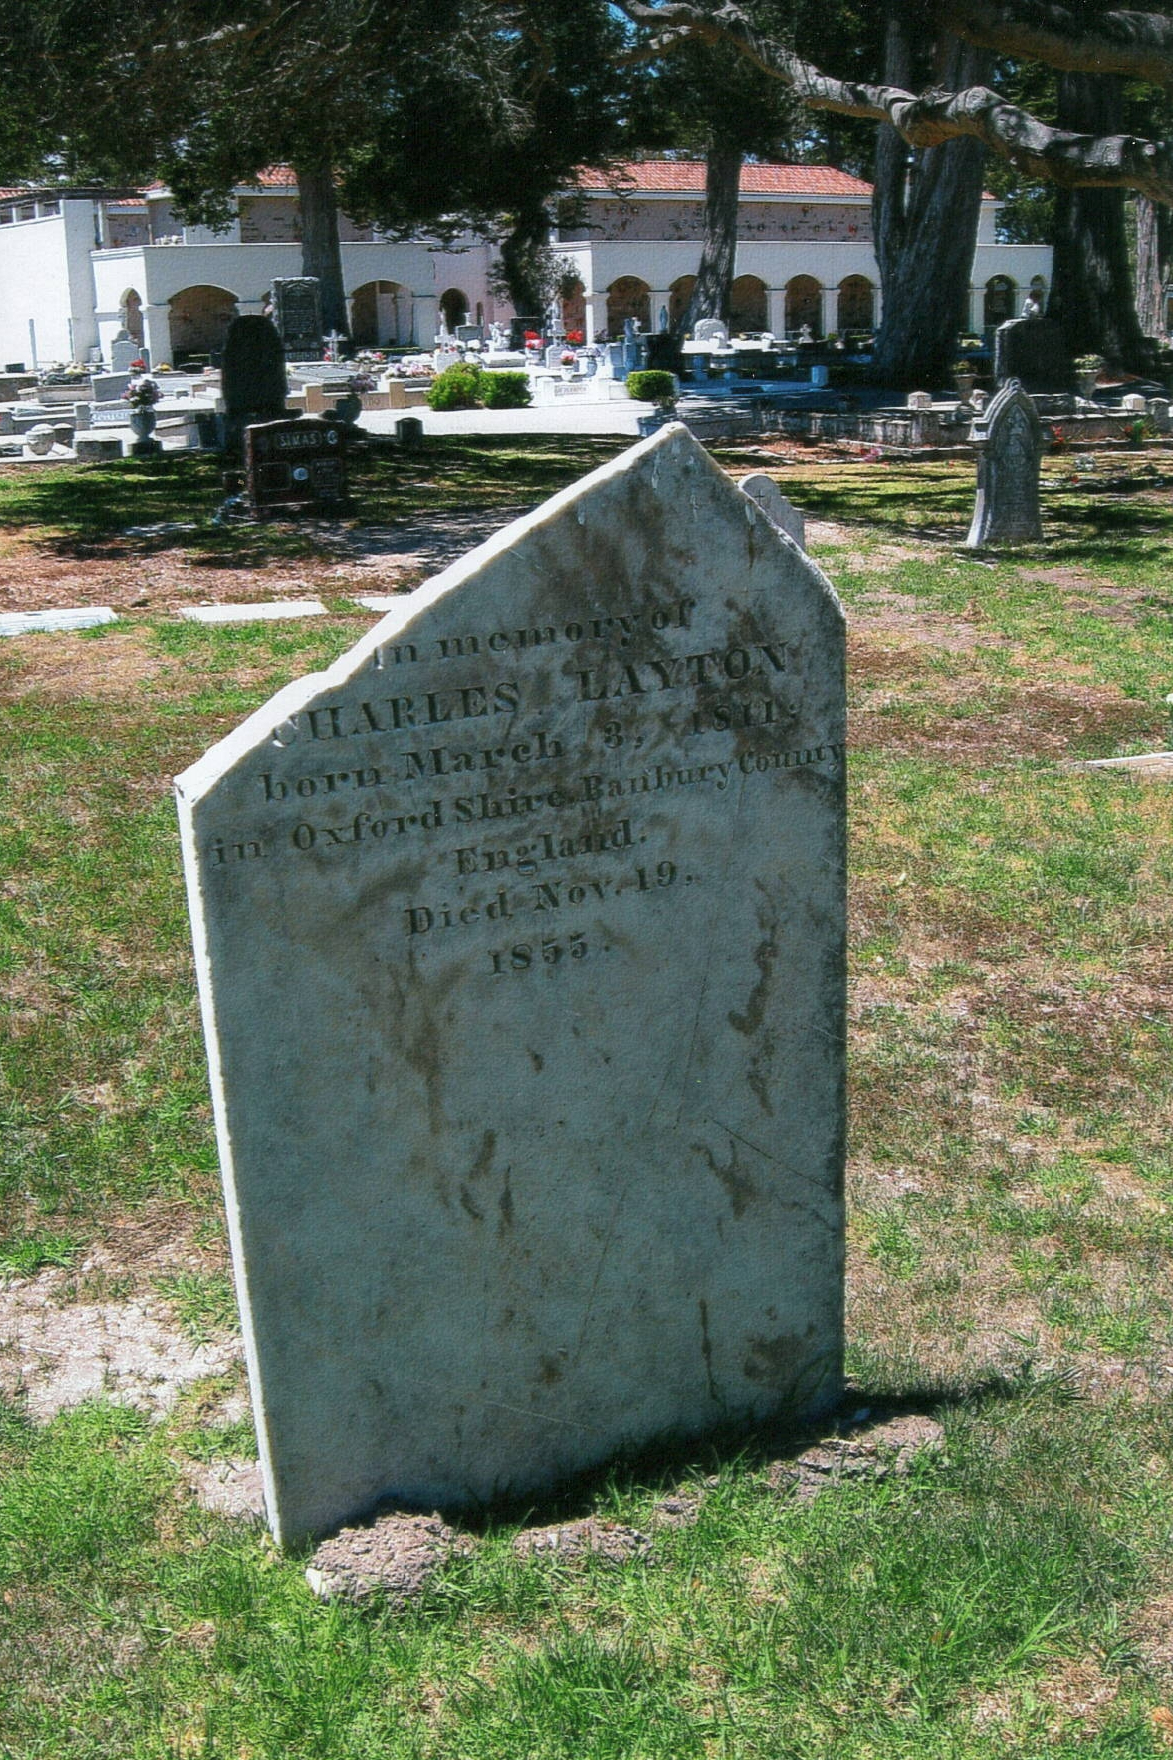 SIMAS
In memory of
CHARLES LAYTON
born March 3, 1811.
in Oxford Shire, Banbury County
England.
Died Nov. 19,
1855.